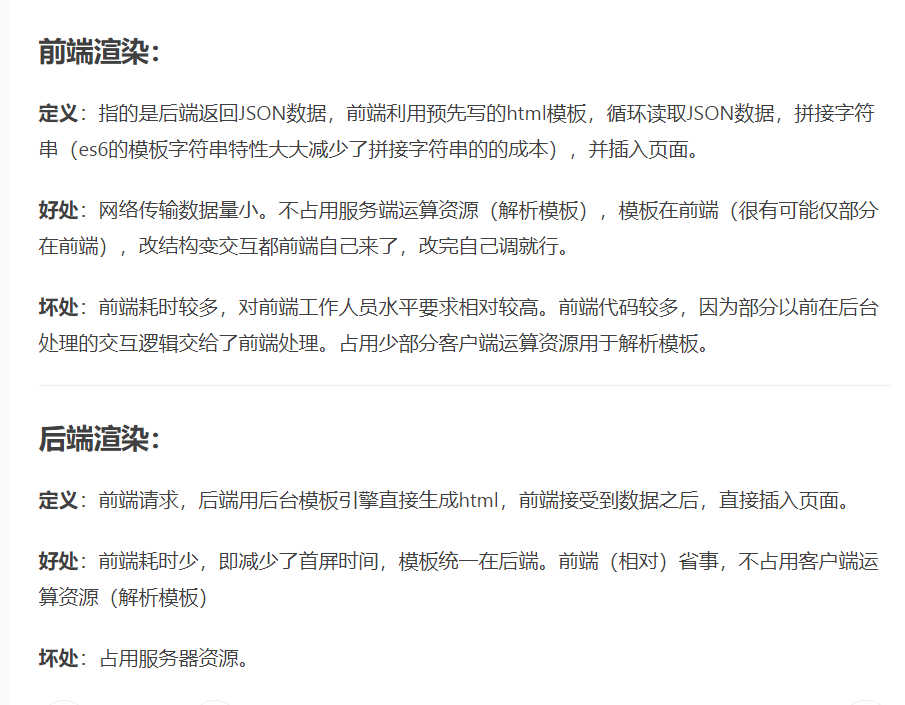 前端渲染：
定义：指的是后端返回JSON数据，前端利用预先写的html模板，循环读取JSON数据，拼接字符
串（es6的模板字符串特性大大减少了拼接字符串的的成本），并插入页面。
好处：网络传输数据量小。不占用服务端运算资源（解析模板），模板在前端（很有可能仅部分
在前端），改结构变交互都前端自己来了，改完自己调就行。
坏处：前端耗时较多，对前端工作人员水平要求相对较高。前端代码较多，因为部分以前在后台
处理的交互逻辑交给了前端处理。占用少部分客户端运算资源用于解析模板。
后端渲染：
定义：前端请求，后端用后台模板引擎直接生成html，前端接受到数据之后，直接插入页面。
好处：前端耗时少，即减少了首屏时间，模板统一在后端。前端（相对）省事，不占用客户端运
算资源（解析模板）
坏处：占用服务器资源。